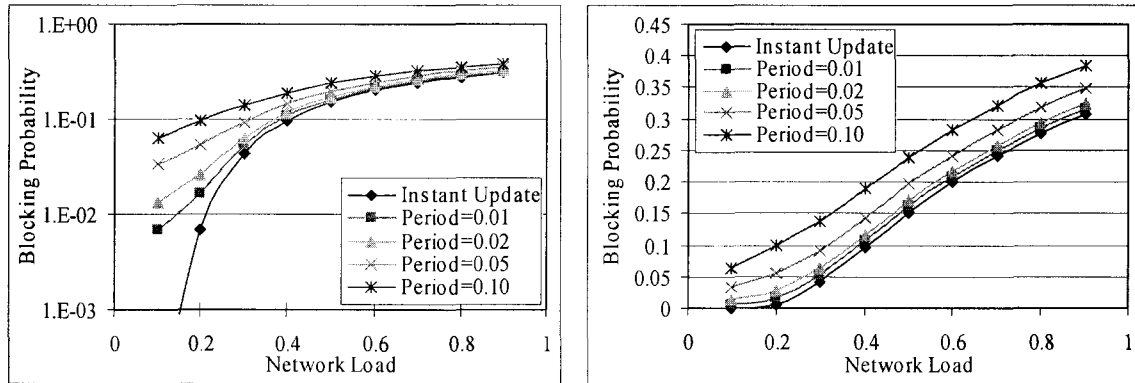 1.E+00
1.E-01
1.E-02
1.E-03
Blocking Probability
Instant Update
Period=0.01
Period=0.02
Period=0.05
Period=0.10
0 0.2 0.4 0.6 0.8 1
Network Load
0.45
0.4
0.35
0.3
0.25
0.2
0.15
0.1
0.05
0
Blocking Probability
Instant Update
Period=0.01
Period=0.02
Period=0.05
Period=0.10
0 0.2 0.4 0.6 0.8 1
Network Load